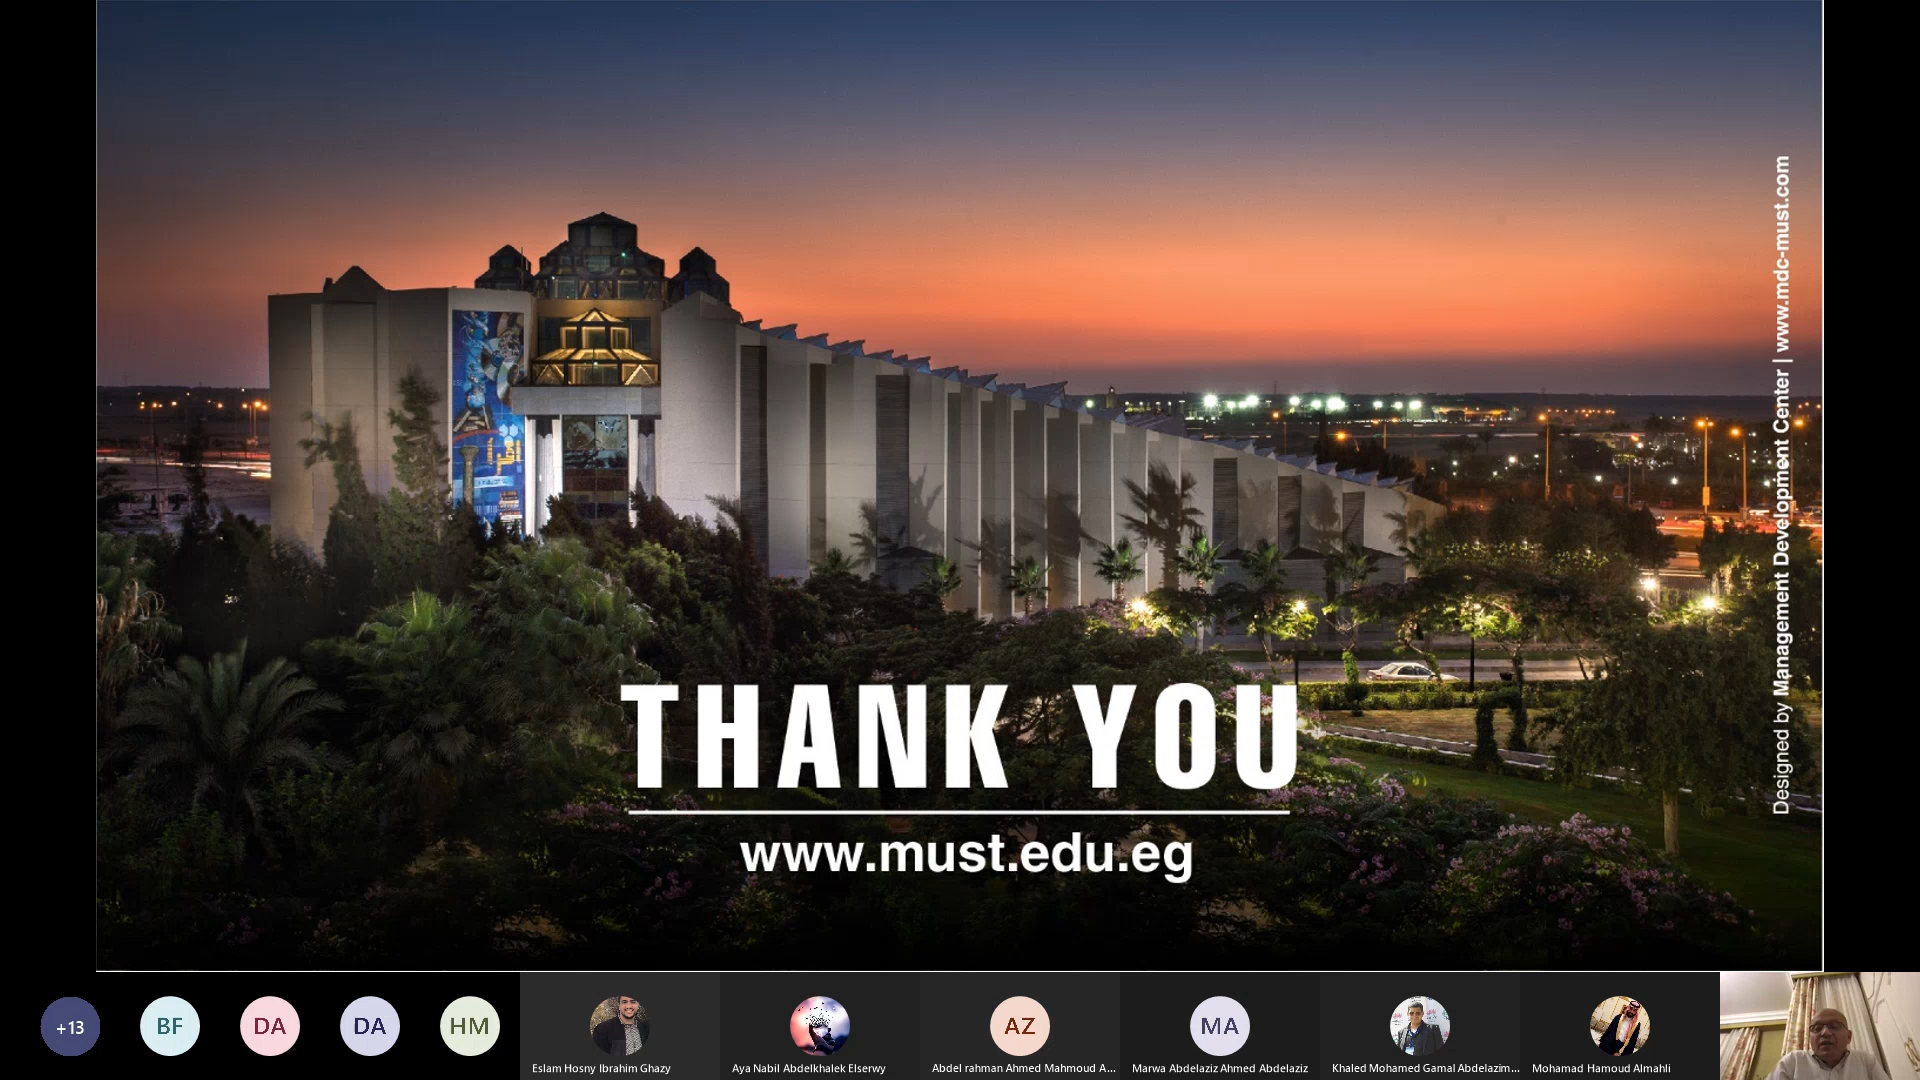 اقرأ
THANK YOU
www.must.edu.eg
Designed by Management Development Center | www.mdc-must.com
+13
BF
DA
DA
HM
AZ
MA
Eslam Hosny Ibrahim Ghazy
Aya Nabil Abdelkhalek Elserwy
Abdel rahman Ahmed Mahmoud A...
Marwa Abdelaziz Ahmed Abdelaziz
Khaled Mohamed Gamal Abdelazim...
Mohamad Hamoud Almahli